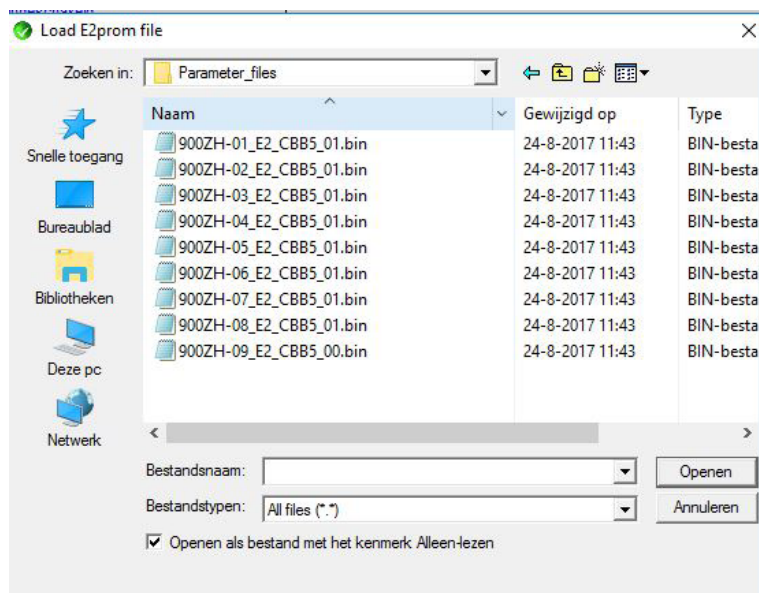 Load E2prom file
Zoeken in: Parameter_files
Naam Gewijzigd op Type
900ZH-01_E2_CBB5_01.bin 24-8-2017 11:43 BIN-besta
900ZH-02_E2_CBB5_01.bin 24-8-2017 11:43 BIN-besta
900ZH-03_E2_CBB5_01.bin 24-8-2017 11:43 BIN-besta
900ZH-04_E2_CBB5_01.bin 24-8-2017 11:43 BIN-besta
900ZH-05_E2_CBB5_01.bin 24-8-2017 11:43 BIN-besta
900ZH-06_E2_CBB5_01.bin 24-8-2017 11:43 BIN-besta
900ZH-07_E2_CBB5_01.bin 24-8-2017 11:43 BIN-besta
900ZH-08_E2_CBB5_01.bin 24-8-2017 11:43 BIN-besta
900ZH-09_E2_CBB5_00.bin 24-8-2017 11:43 BIN-besta
Snelle toegang
Bureaublad
Bibliotheken
Deze pc
Netwerk
Bestandsnaam: Openen
Bestandstypen: All files (*.*) Annuleren
Openen als bestand met het kenmerk Alleen-lezen